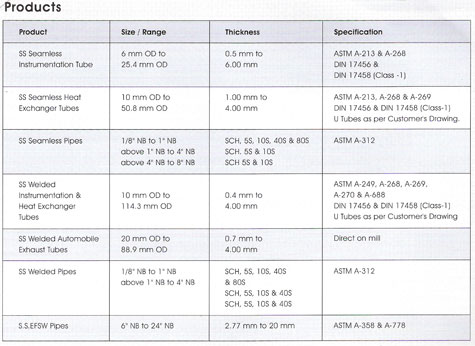 Products
Product Size / Range Thickness Specification
SS Seamless 6 mm OD to 0.5 mm to ASTM A-213 & A-268
Instrumentation Tube 25.4 mm OD 6.00 mm DIN 17456 &
DIN 17458 (Class -1)
SS Seamless Heat 10 mm OD to 1.00 mm to ASTM A-213, A-268 & A-269
Exchanger Tubes 50.8 mm OD 4.00 mm DIN 17456 & DIN 17458 (Class-1)
U Tubes as per Customer's Drawing.
SS Seamless Pipes 1/8" NB to 1" NB SCH, 5S, 10S, 40S & 80S ASTM A-312
above 1" NB to 4" NB SCH, 5S & 10S
above 4" NB to 8" NB SCH 5S & 10S
SS Welded ASTM A-249, A-268, A-269,
Instrumentation & 10 mm OD to 0.4 mm to A-270 & A-688
Heat Exchanger 114.3 mm OD 4.00 mm DIN 17456 & DIN 17458 (Class-1)
Tubes U Tubes as per Customer's Drawing
SS Welded Automobile 20 mm OD to 0.7 mm to Direct on mill
Exhaust Tubes 88.9 mm OD 4.00 mm
SS Welded Pipes 1/8" NB to 1" NB SCH, 5S, 10S, 40S ASTM A-312
above 1" NB to 4" NB & 80S
SCH, 5S, 10S & 40S
SCH, 5S, 10S & 40S
S.S.EFSW Pipes 6" NB to 24" NB 2.77 mm to 20 mm ASTM A-358 & A-778